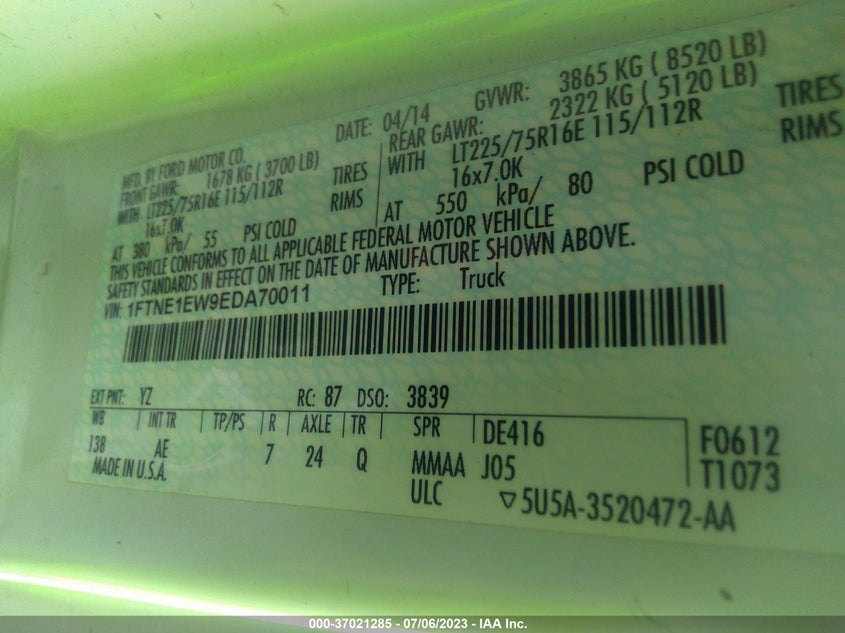 MFD. BY FORD MOTOR CO. DATE: 04/14 GVWR: 3865 KG ( 8520 LB)
FRONT GAWR: 1678 KG ( 3700 LB) REAR GAWR: 2322 KG ( 5120 LB)
WITH LT225/75R16E 115/112R TIRES WITH LT225/75R16E 115/112R TIRES
16x7.0K RIMS 16x7.0K RIMS
AT 380 kPa/ 55 PSI COLD AT 550 kPa/ 80 PSI COLD
THIS VEHICLE CONFORMS TO ALL APPLICABLE FEDERAL MOTOR VEHICLE
SAFETY STANDARDS IN EFFECT ON THE DATE OF MANUFACTURE SHOWN ABOVE.
VIN: 1FTNE1EW9EDA70011 TYPE: Truck
EXT PNT: YZ RC: 87 DSO: 3839
WB INT TR TP/PS R AXLE TR SPR DE416 F0612
138 AE 7 24 Q MMAA J05 T1073
MADE IN U.S.A. ULC ▽5U5A-3520472-AA
000-37021285 - 07/06/2023 - IAA Inc.